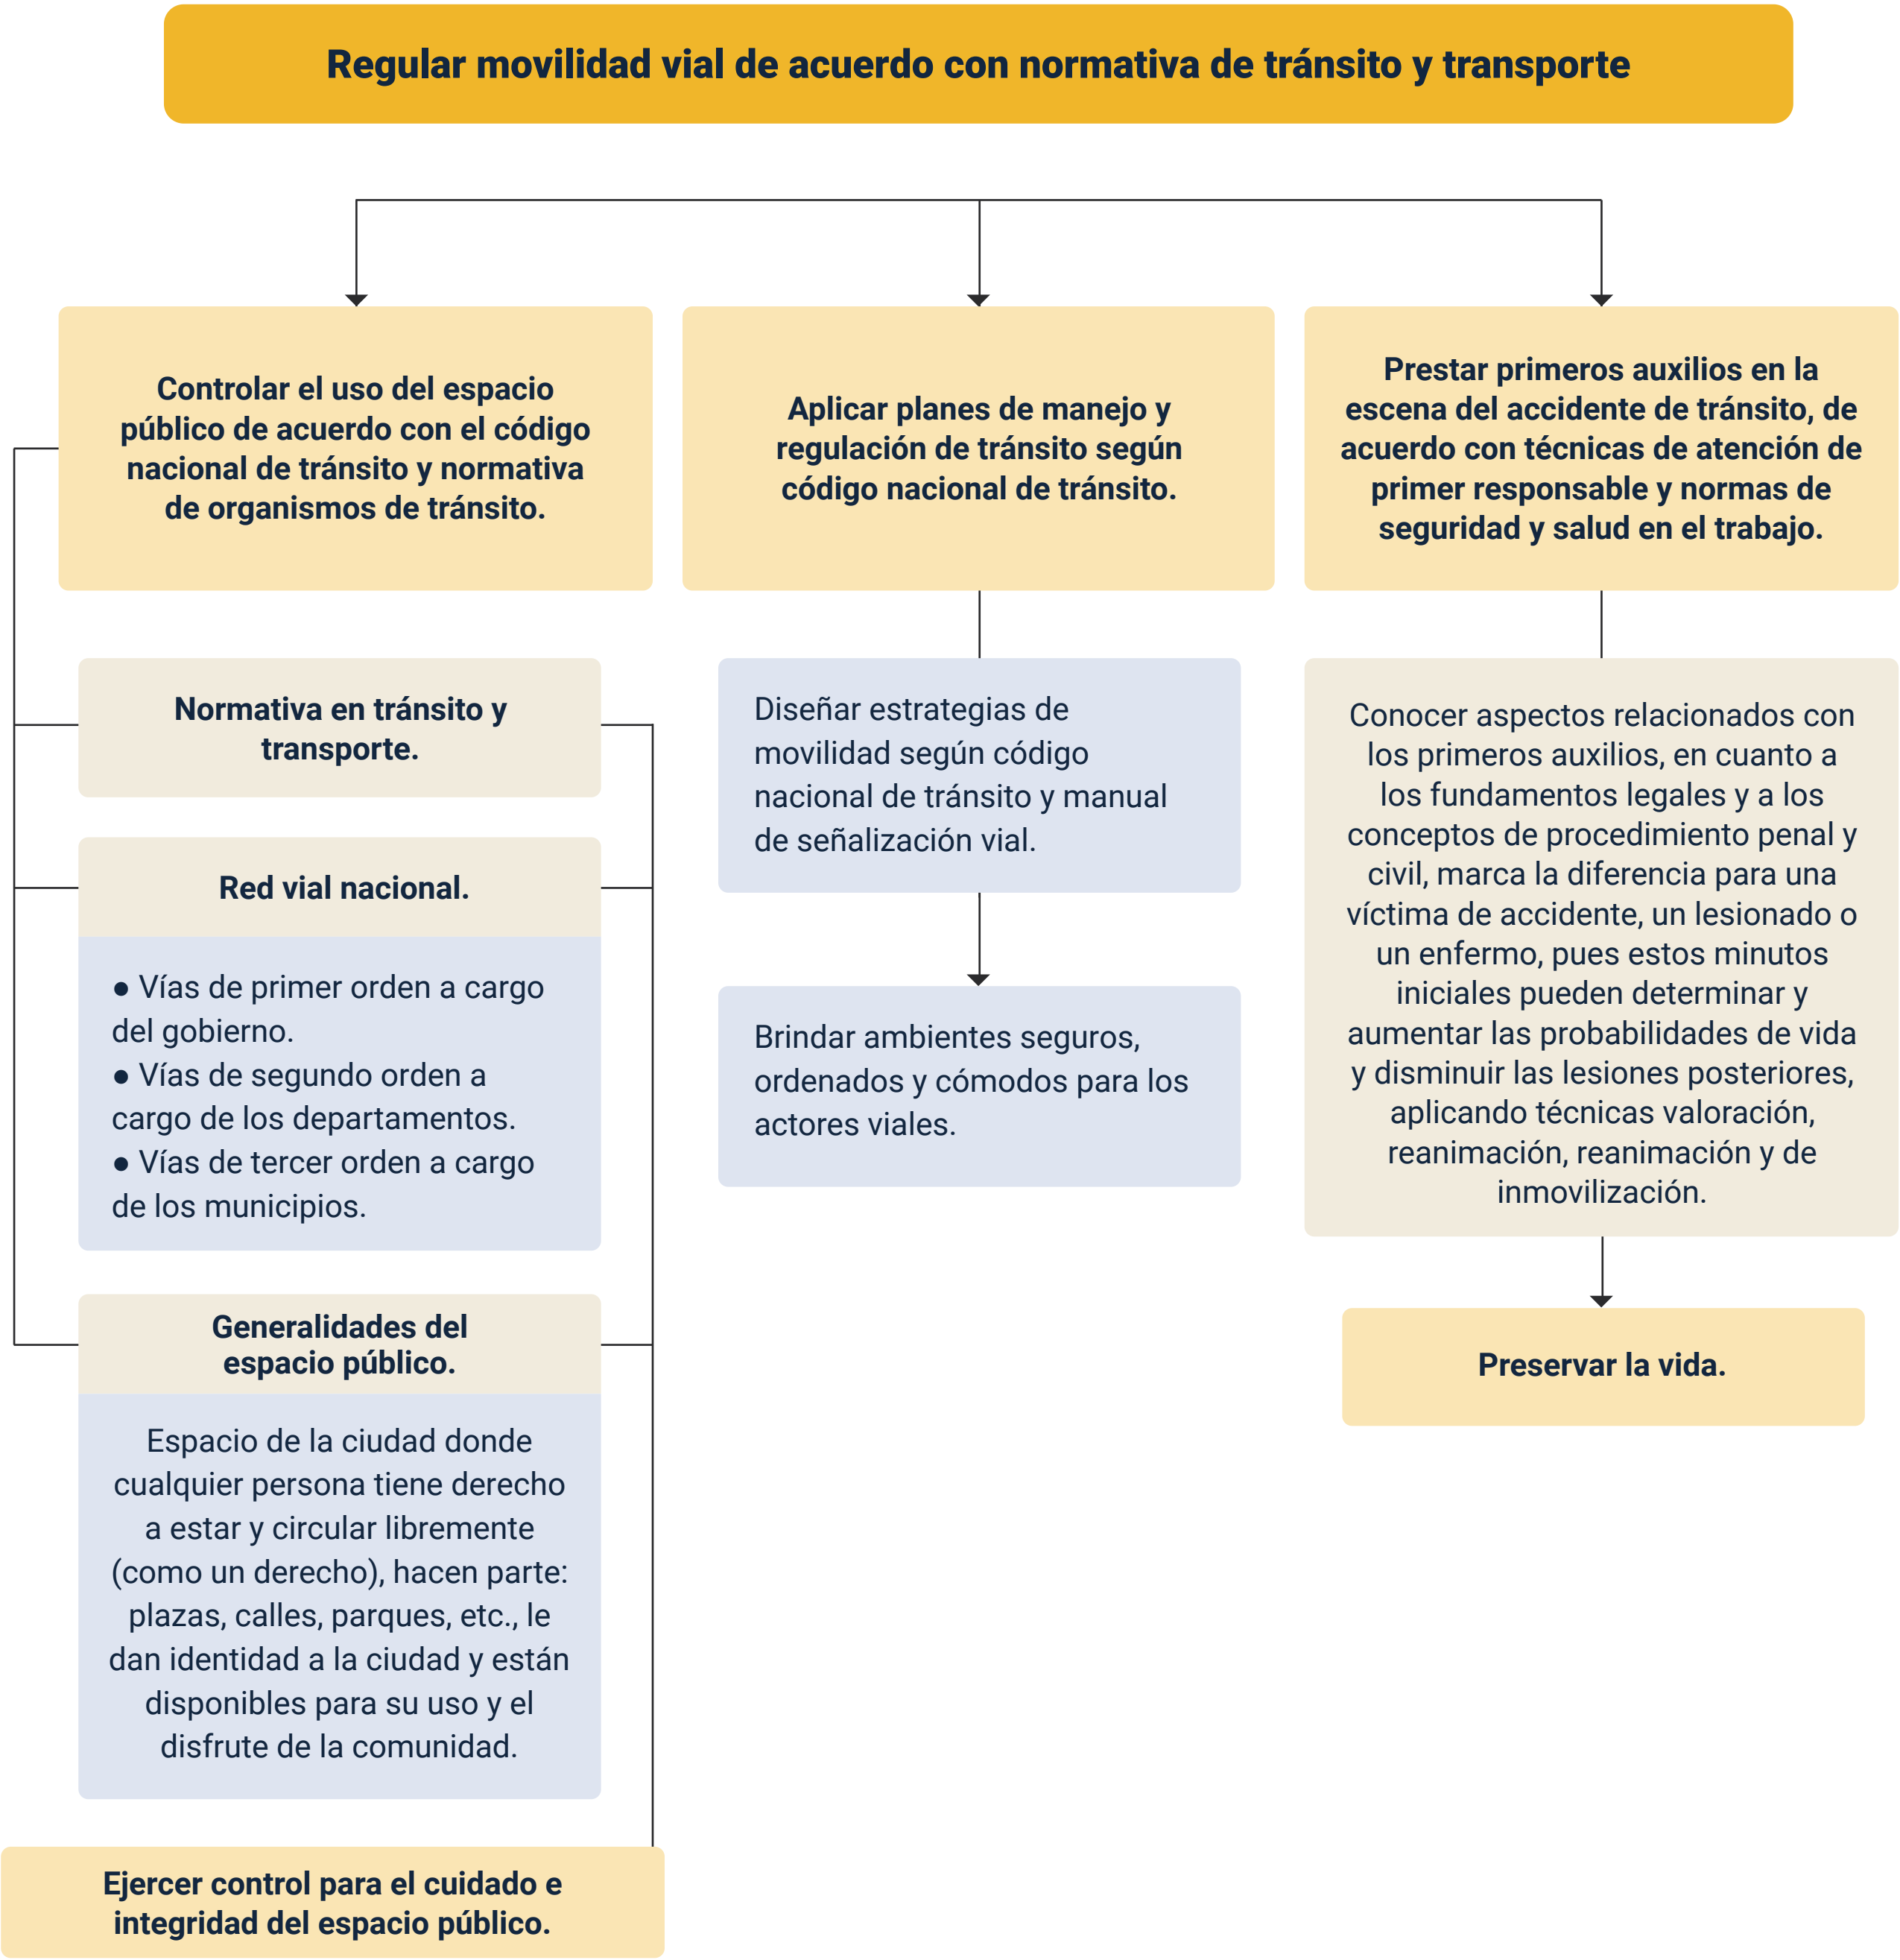 Regular movilidad vial de acuerdo con normativa de tránsito y transporte
Controlar el uso del espacio
público de acuerdo con el código
nacional de tránsito y normativa
de organismos de tránsito.
Normativa en tránsito y
transporte.
Red vial nacional.
● Vías de primer orden a cargo
del gobierno.
● Vías de segundo orden a
cargo de los departamentos.
● Vías de tercer orden a cargo
de los municipios.
Generalidades del
espacio público.
Espacio de la ciudad donde
cualquier persona tiene derecho
a estar y circular libremente
(como un derecho), hacen parte:
plazas, calles, parques, etc., le
dan identidad a la ciudad y están
disponibles para su uso y el
disfrute de la comunidad.
Ejercer control para el cuidado e
integridad del espacio público.
Aplicar planes de manejo y
regulación de tránsito según
código nacional de tránsito.
Diseñar estrategias de
movilidad según código
nacional de tránsito y manual
de señalización vial.
Brindar ambientes seguros,
ordenados y cómodos para los
actores viales.
Prestar primeros auxilios en la
escena del accidente de tránsito, de
acuerdo con técnicas de atención de
primer responsable y normas de
seguridad y salud en el trabajo.
Conocer aspectos relacionados con
los primeros auxilios, en cuanto a
los fundamentos legales y a los
conceptos de procedimiento penal y
civil, marca la diferencia para una
víctima de accidente, un lesionado o
un enfermo, pues estos minutos
iniciales pueden determinar y
aumentar las probabilidades de vida
y disminuir las lesiones posteriores,
aplicando técnicas valoración,
reanimación, reanimación y de
inmovilización.
Preservar la vida.